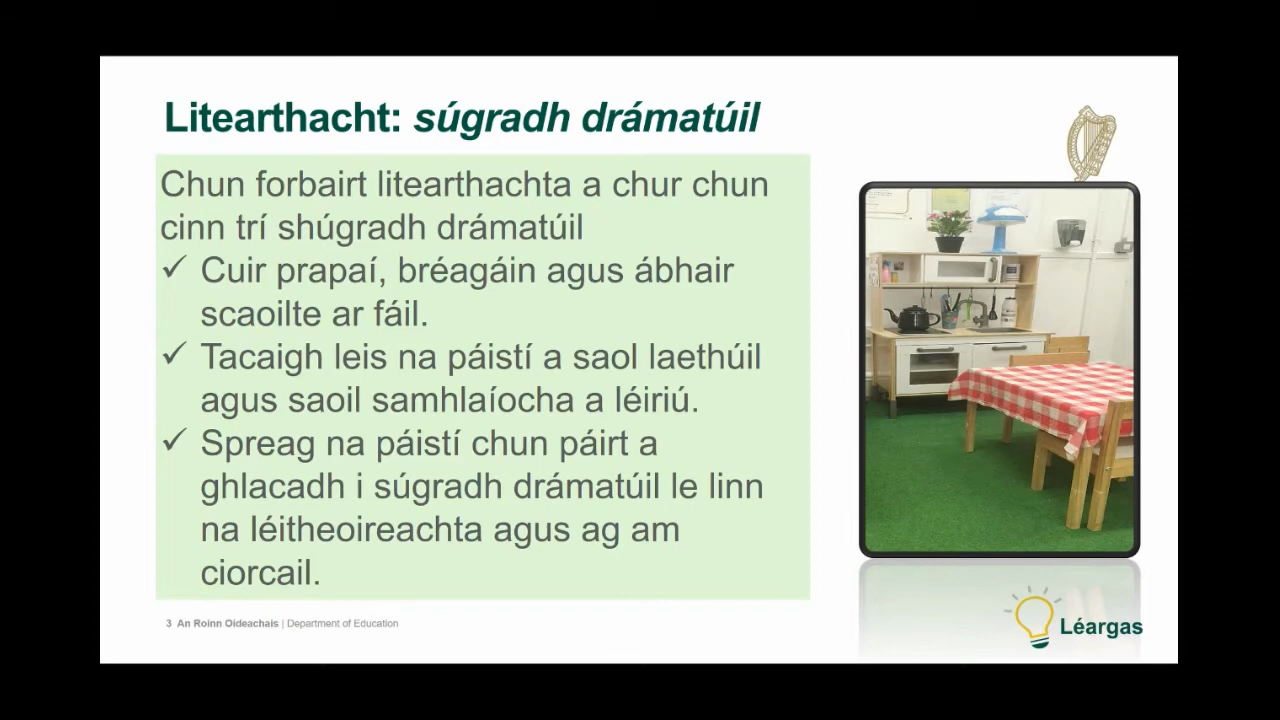 Litearthacht: súgradh drámatúil
Chun forbairt litearthachta a chur chun
cinn trí shúgradh drámatúil
✓ Cuir prapaí, bréagáin agus ábhair
scaoilte ar fáil.
✓ Tacaigh leis na páistí a saol laethúil
agus saoil samhlaíocha a léiriú.
✓ Spreag na páistí chun páirt a
ghlacadh i súgradh drámatúil le linn
na léitheoireachta agus ag am
ciorcail.
3 An Roinn Oideachais | Department of Education
Léargas